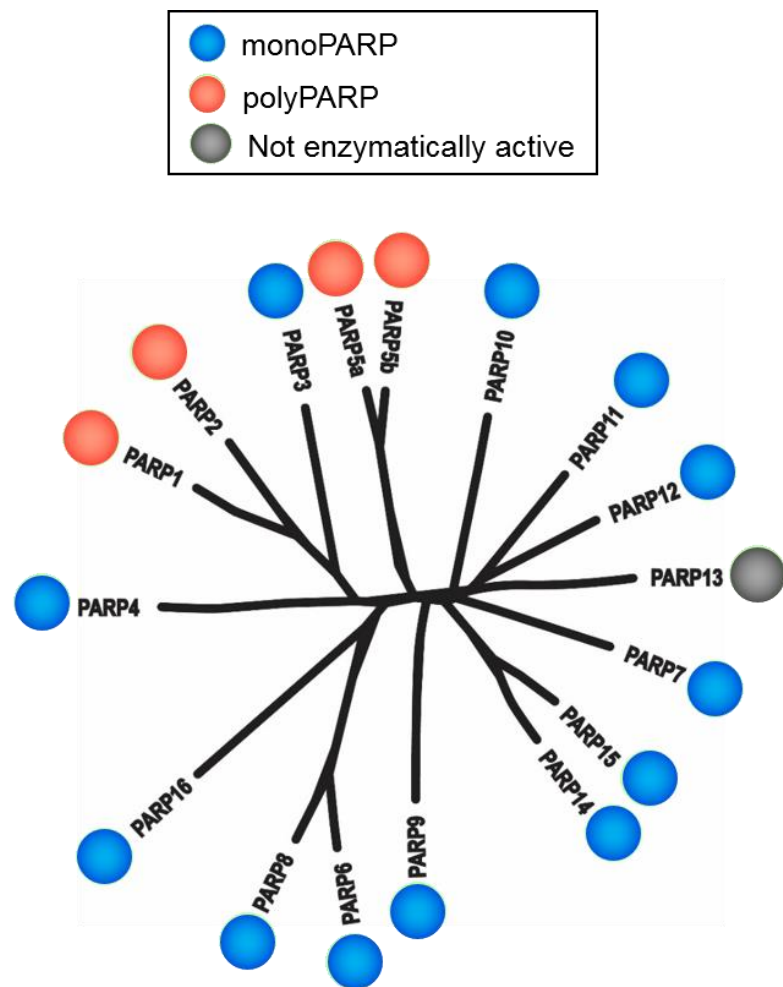 monoPARP
polyPARP
Not enzymatically active
PARP5a
PARP5b
PARP3
PARP10
PARP2
PARP11
PARP1
PARP12
PARP13
PARP4
PARP7
PARP15
PARP14
PARP16
PARP9
PARP8
PARP6